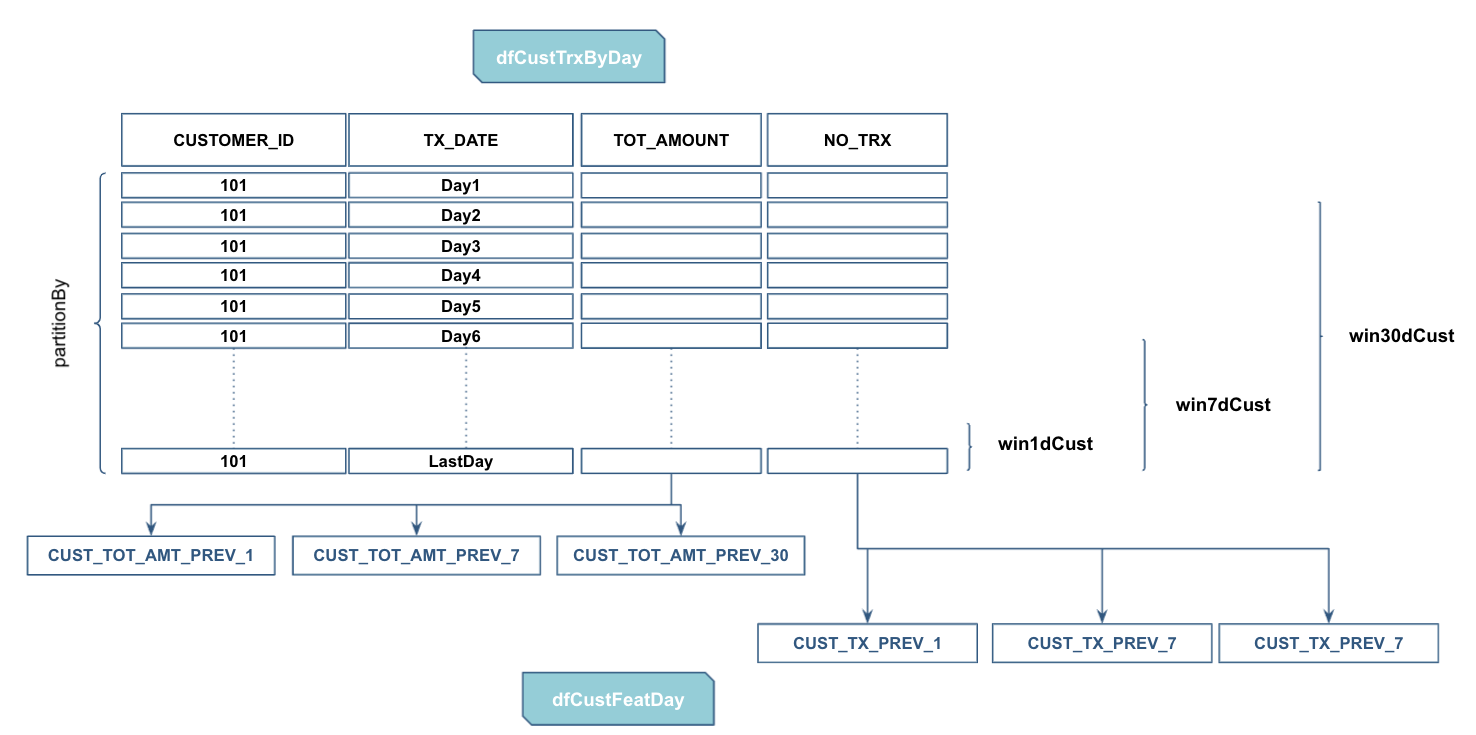 dfCustTrxByDay
CUSTOMER_ID TX_DATE TOT_AMOUNT NO_TRX
101 Day1
101 Day2
101 Day3
101 Day4
101 Day5
101 Day6
partitionBy
win30dCust
win7dCust
win1dCust
101 LastDay
CUST_TOT_AMT_PREV_1 CUST_TOT_AMT_PREV_7 CUST_TOT_AMT_PREV_30
CUST_TX_PREV_1 CUST_TX_PREV_7 CUST_TX_PREV_7
dfCustFeatDay